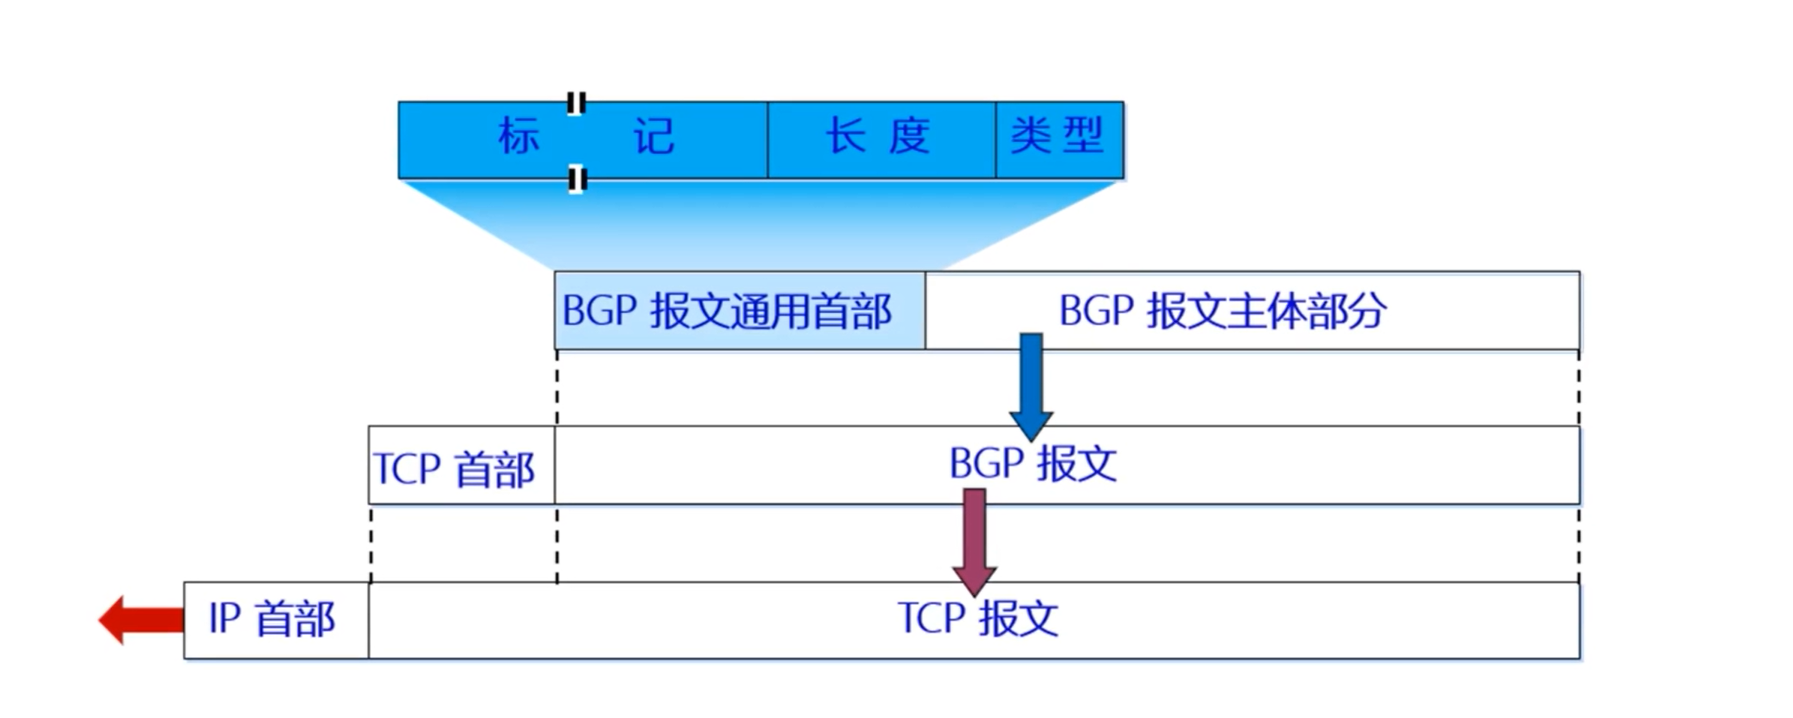 标 记 长 度 类 型
BGP 报文通用首部 BGP 报文主体部分
TCP 首部 BGP 报文
IP 首部 TCP 报文